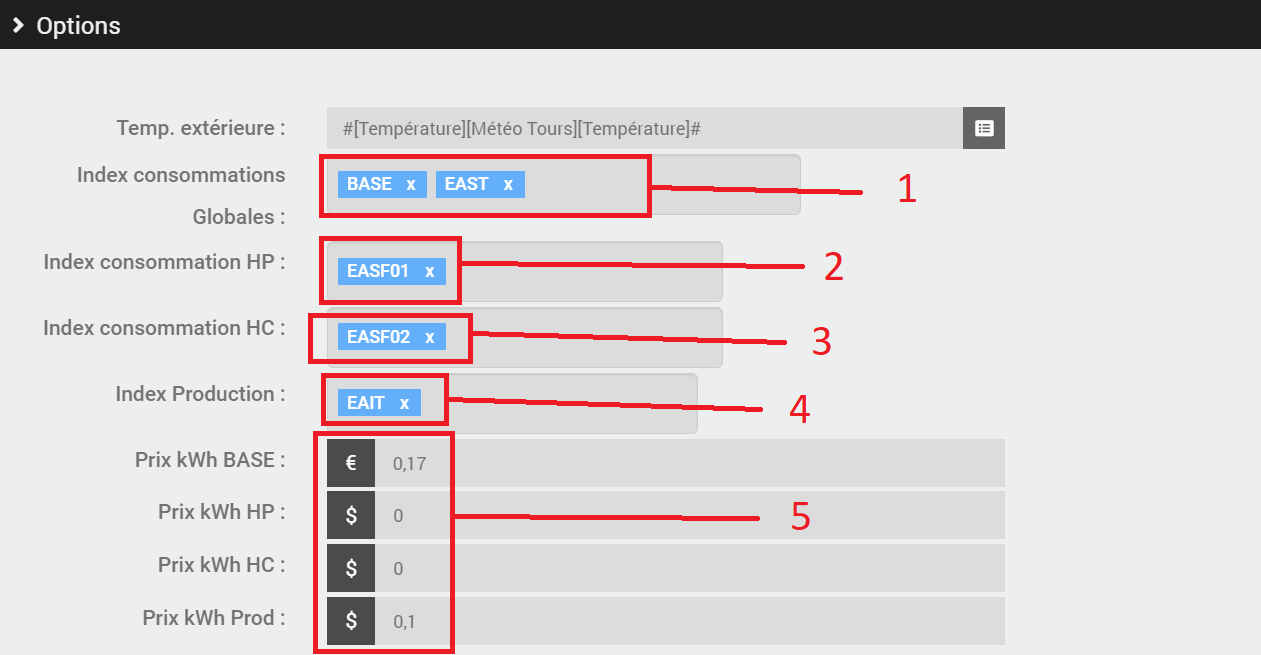 Options
Temp. extérieure : #[Température][Météo Tours][Température]#
Index consommations
Globales : BASE x EAST x 1
Index consommation HP : EASF01 x 2
Index consommation HC : EASF02 x 3
Index Production : EAIT x 4
Prix kWh BASE : € 0,17
Prix kWh HP : $ 0 5
Prix kWh HC : $ 0
Prix kWh Prod : $ 0,1